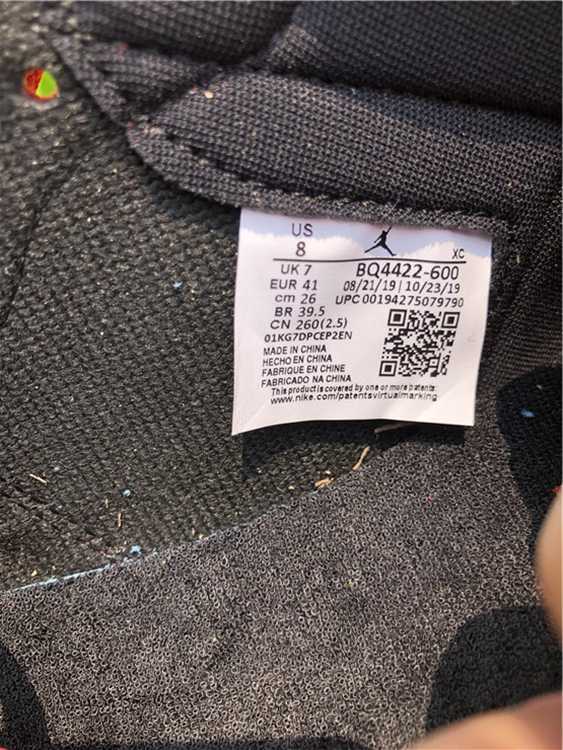 US
8
XC
UK 7 BQ4422-600
EUR 41 08/21/19 | 10/23/19
cm 26 UPC 00194275079790
BR 39.5
CN 260(2.5)
01KG7DPCEP2EN
MADE IN CHINA
HECHO EN CHINA
FABRIQUE EN CHINE
FABRICADO NA CHINA
This product is covered by one or more patents:
www.nike.com/patentsvirtualmarking